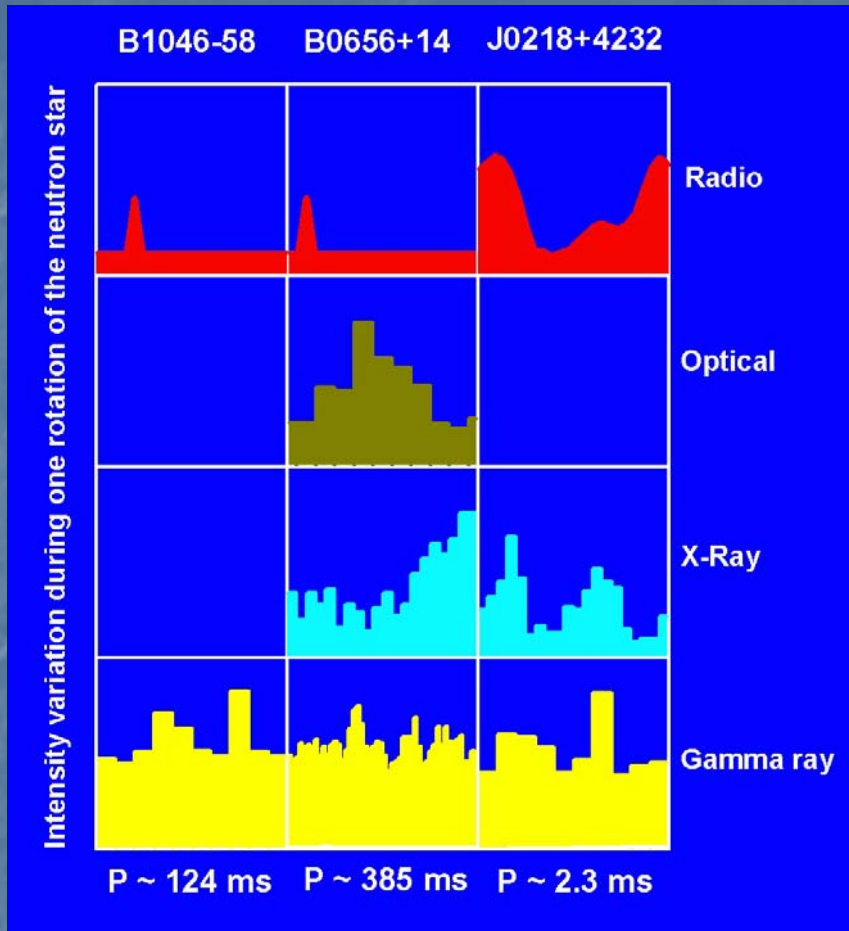 B1046-58 B0656+14 J0218+4232
Intensity variation during one rotation of the neutron star
Radio
Optical
X-Ray
Gamma ray
P ~ 124 ms P ~ 385 ms P ~ 2.3 ms